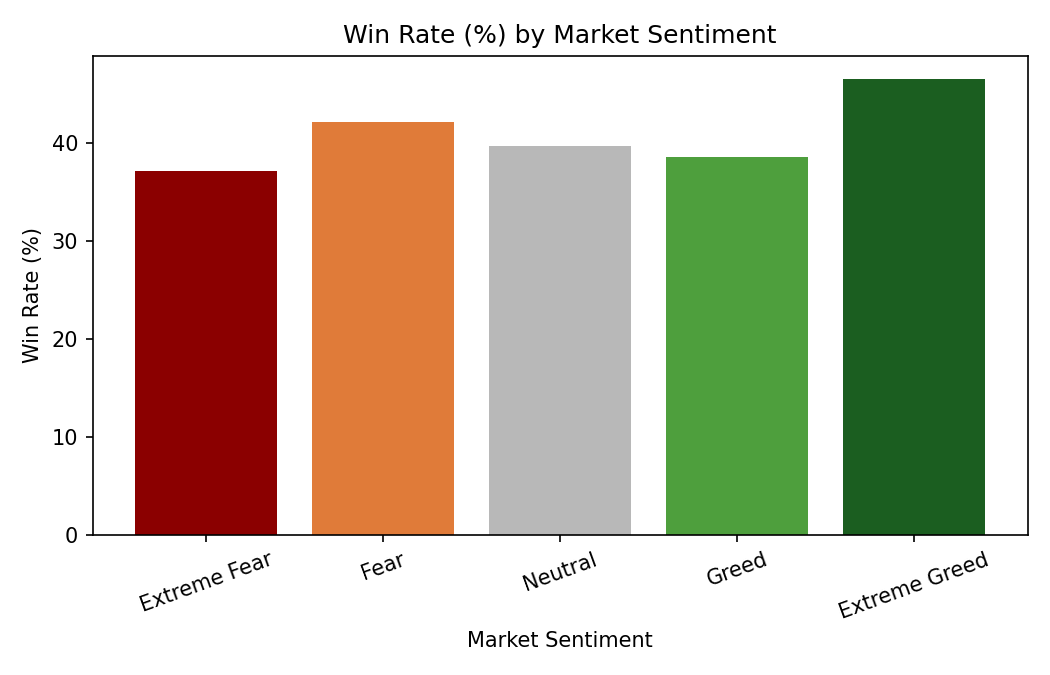 Win Rate (%) by Market Sentiment
Win Rate (%)
40
30
20
10
0
Extreme Fear
Fear
Neutral
Greed
Extreme Greed
Market Sentiment